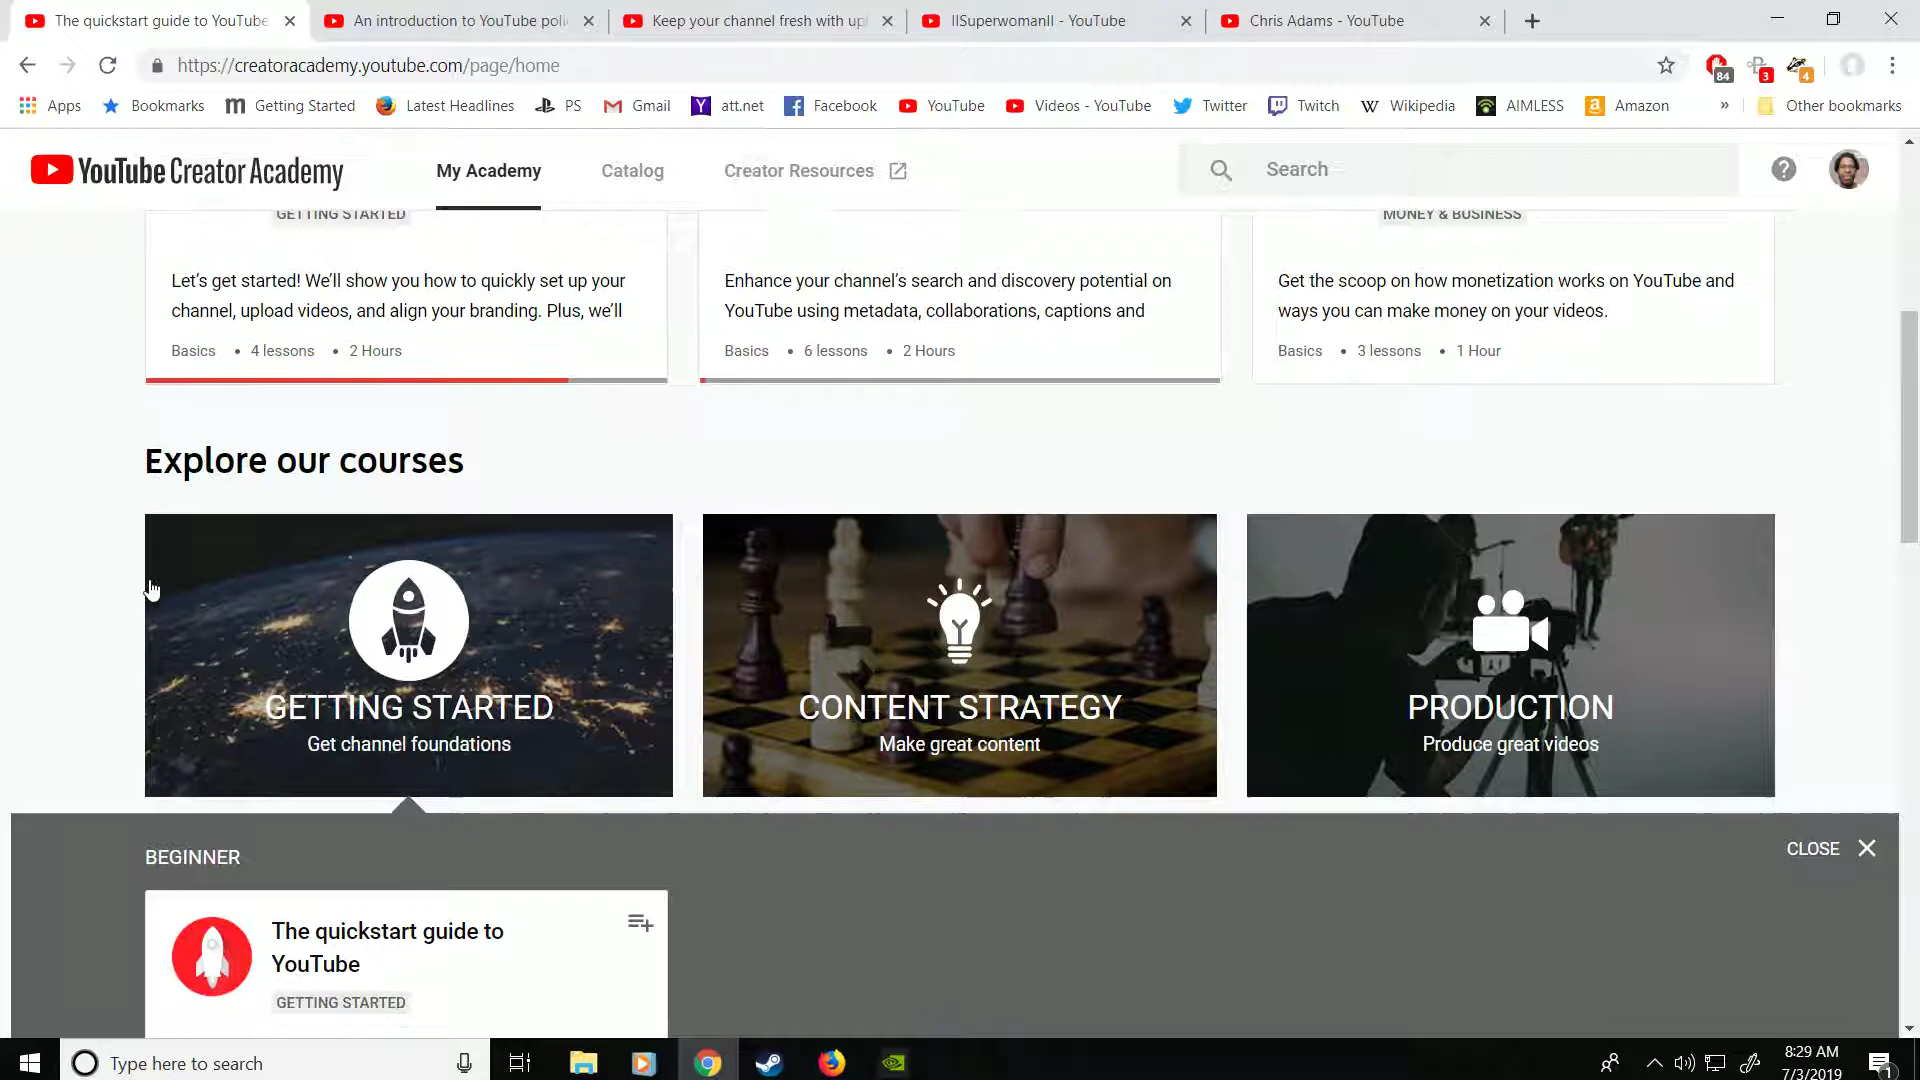 The quickstart guide to YouTube
An introduction to YouTube poli
Keep your channel fresh with upl
IISuperwomanII - YouTube
Chris Adams - YouTube
https://creatoracademy.youtube.com/page/home
84
3
4
Apps
Bookmarks
Getting Started
Latest Headlines
PS
Gmail
att.net
Facebook
YouTube
Videos - YouTube
Twitter
Twitch
Wikipedia
AIMLESS
Amazon
»
Other bookmarks
YouTube Creator Academy
My Academy
Catalog
Creator Resources
Search
GETTING STARTED
MONEY & BUSINESS
Let’s get started! We’ll show you how to quickly set up your
channel, upload videos, and align your branding. Plus, we’ll
Basics • 4 lessons • 2 Hours
Enhance your channel’s search and discovery potential on
YouTube using metadata, collaborations, captions and
Basics • 6 lessons • 2 Hours
Get the scoop on how monetization works on YouTube and
ways you can make money on your videos.
Basics • 3 lessons • 1 Hour
Explore our courses
GETTING STARTED
Get channel foundations
CONTENT STRATEGY
Make great content
PRODUCTION
Produce great videos
BEGINNER
CLOSE
The quickstart guide to
YouTube
GETTING STARTED
Type here to search
8:29 AM
7/3/2019
1